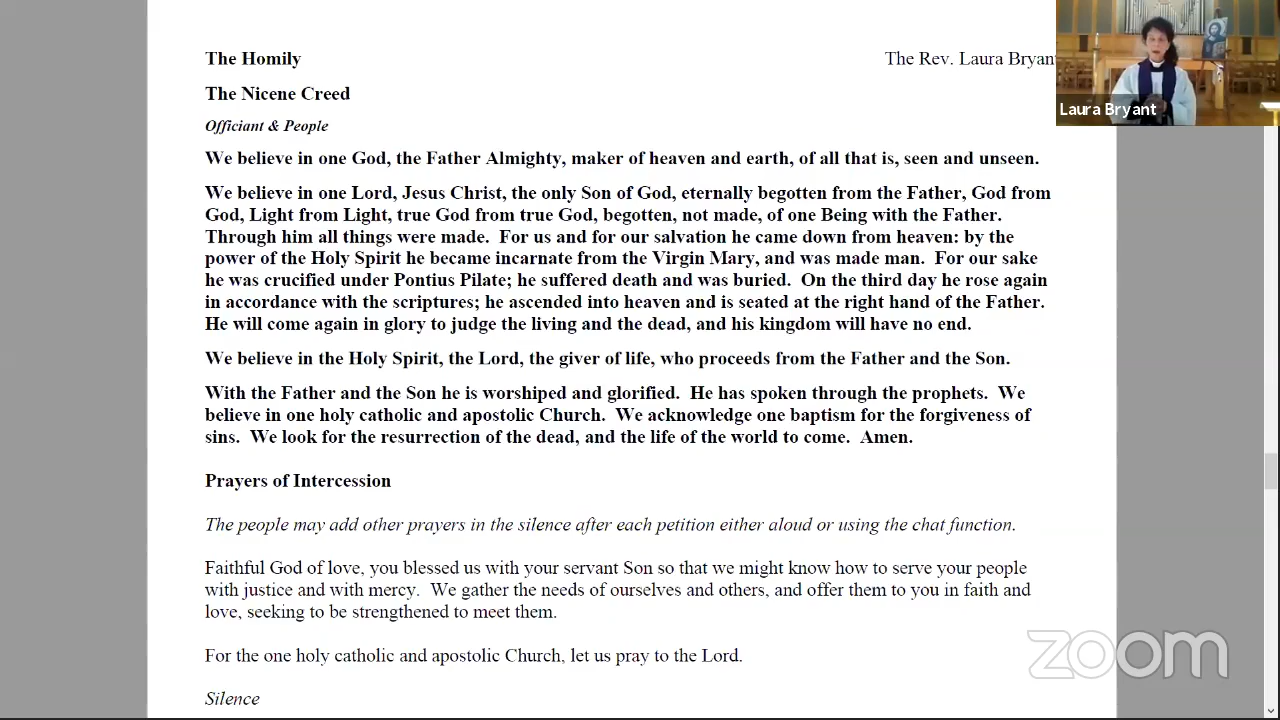 The Homily
The Rev. Laura Bryant
Laura Bryant
The Nicene Creed
Officiant & People
We believe in one God, the Father Almighty, maker of heaven and earth, of all that is, seen and unseen.
We believe in one Lord, Jesus Christ, the only Son of God, eternally begotten from the Father, God from
God, Light from Light, true God from true God, begotten, not made, of one Being with the Father.
Through him all things were made.  For us and for our salvation he came down from heaven: by the
power of the Holy Spirit he became incarnate from the Virgin Mary, and was made man.  For our sake
he was crucified under Pontius Pilate; he suffered death and was buried.  On the third day he rose again
in accordance with the scriptures; he ascended into heaven and is seated at the right hand of the Father.
He will come again in glory to judge the living and the dead, and his kingdom will have no end.
We believe in the Holy Spirit, the Lord, the giver of life, who proceeds from the Father and the Son.
With the Father and the Son he is worshiped and glorified.  He has spoken through the prophets.  We
believe in one holy catholic and apostolic Church.  We acknowledge one baptism for the forgiveness of
sins.  We look for the resurrection of the dead, and the life of the world to come.  Amen.
Prayers of Intercession
The people may add other prayers in the silence after each petition either aloud or using the chat function.
Faithful God of love, you blessed us with your servant Son so that we might know how to serve your people
with justice and with mercy.  We gather the needs of ourselves and others, and offer them to you in faith and
love, seeking to be strengthened to meet them.
For the one holy catholic and apostolic Church, let us pray to the Lord.
Silence
zoom